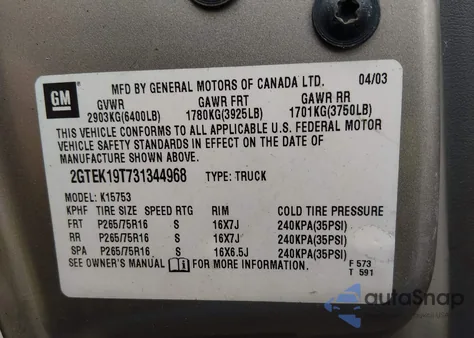 GM
MFD BY GENERAL MOTORS OF CANADA LTD. 04/03
GVWR GAWR FRT GAWR RR
2903KG(6400LB) 1780KG(3925LB) 1701KG(3750LB)
THIS VEHICLE CONFORMS TO ALL APPLICABLE U.S. FEDERAL MOTOR
VEHICLE SAFETY STANDARDS IN EFFECT ON THE DATE OF
MANUFACTURE SHOWN ABOVE.
2GTEK19T731344968 TYPE: TRUCK
MODEL: K15753
KPHF TIRE SIZE SPEED RTG RIM COLD TIRE PRESSURE
FRT P265/75R16 S 16X7J 240KPA(35PSI)
RR P265/75R16 S 16X7J 240KPA(35PSI)
SPA P265/75R16 S 16X6.5J 240KPA(35PSI)
SEE OWNER'S MANUAL FOR MORE INFORMATION.
F 573
T 591
autoSnap